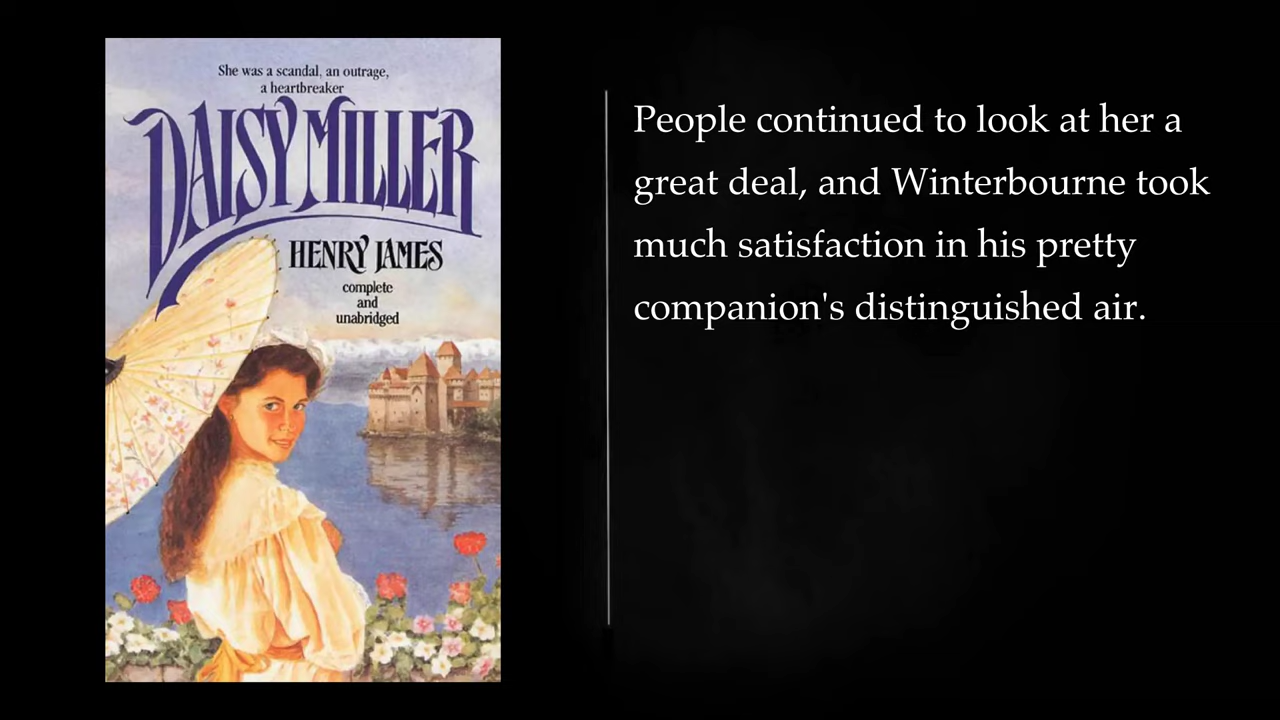 She was a scandal, an outrage,
a heartbreaker
DAISY MILLER
HENRY JAMES
complete
and
unabridged
People continued to look at her a
great deal, and Winterbourne took
much satisfaction in his pretty
companion's distinguished air.